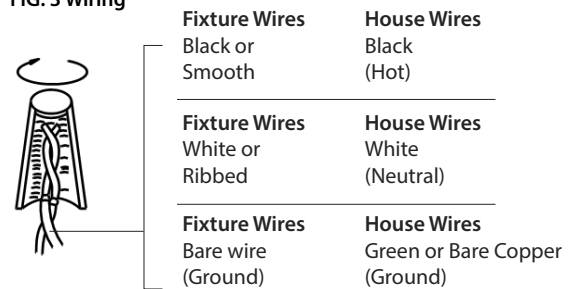 FIG. 3 Wiring
Fixture Wires House Wires
Black or Black
Smooth (Hot)
Fixture Wires House Wires
White or White
Ribbed (Neutral)
Fixture Wires House Wires
Bare wire Green or Bare Copper
(Ground) (Ground)